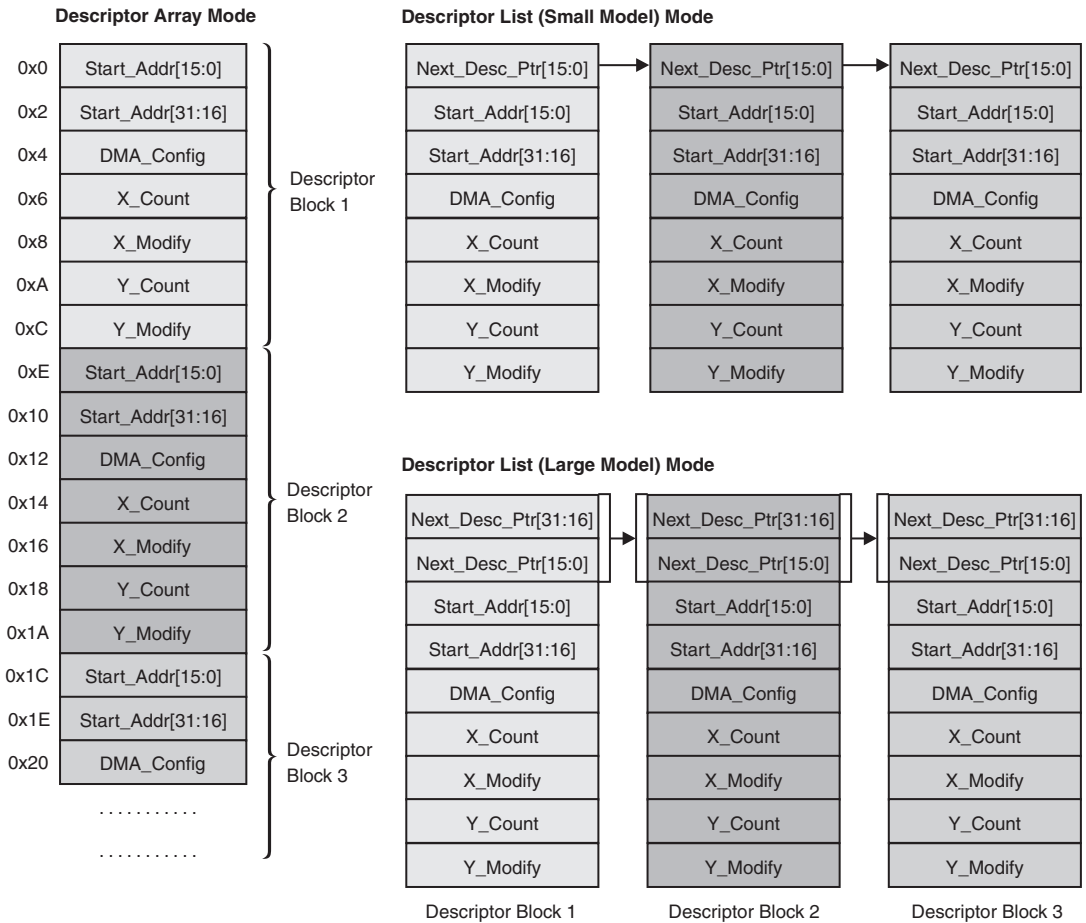 Descriptor Array Mode
0x0 Start_Addr[15:0]
0x2 Start_Addr[31:16]
0x4 DMA_Config
0x6 X_Count
0x8 X_Modify
0xA Y_Count
0xC Y_Modify
Descriptor
Block 1
0xE Start_Addr[15:0]
0x10 Start_Addr[31:16]
0x12 DMA_Config
0x14 X_Count
0x16 X_Modify
0x18 Y_Count
0x1A Y_Modify
Descriptor
Block 2
0x1C Start_Addr[15:0]
0x1E Start_Addr[31:16]
0x20 DMA_Config
. . . . . . . . . . .
. . . . . . . . . . .
Descriptor
Block 3
Descriptor List (Small Model) Mode
Next_Desc_Ptr[15:0] Next_Desc_Ptr[15:0] Next_Desc_Ptr[15:0]
Start_Addr[15:0] Start_Addr[15:0] Start_Addr[15:0]
Start_Addr[31:16] Start_Addr[31:16] Start_Addr[31:16]
DMA_Config DMA_Config DMA_Config
X_Count X_Count X_Count
X_Modify X_Modify X_Modify
Y_Count Y_Count Y_Count
Y_Modify Y_Modify Y_Modify
Descriptor List (Large Model) Mode
Next_Desc_Ptr[31:16] Next_Desc_Ptr[31:16] Next_Desc_Ptr[31:16]
Next_Desc_Ptr[15:0] Next_Desc_Ptr[15:0] Next_Desc_Ptr[15:0]
Start_Addr[15:0] Start_Addr[15:0] Start_Addr[15:0]
Start_Addr[31:16] Start_Addr[31:16] Start_Addr[31:16]
DMA_Config DMA_Config DMA_Config
X_Count X_Count X_Count
X_Modify X_Modify X_Modify
Y_Count Y_Count Y_Count
Y_Modify Y_Modify Y_Modify
Descriptor Block 1 Descriptor Block 2 Descriptor Block 3